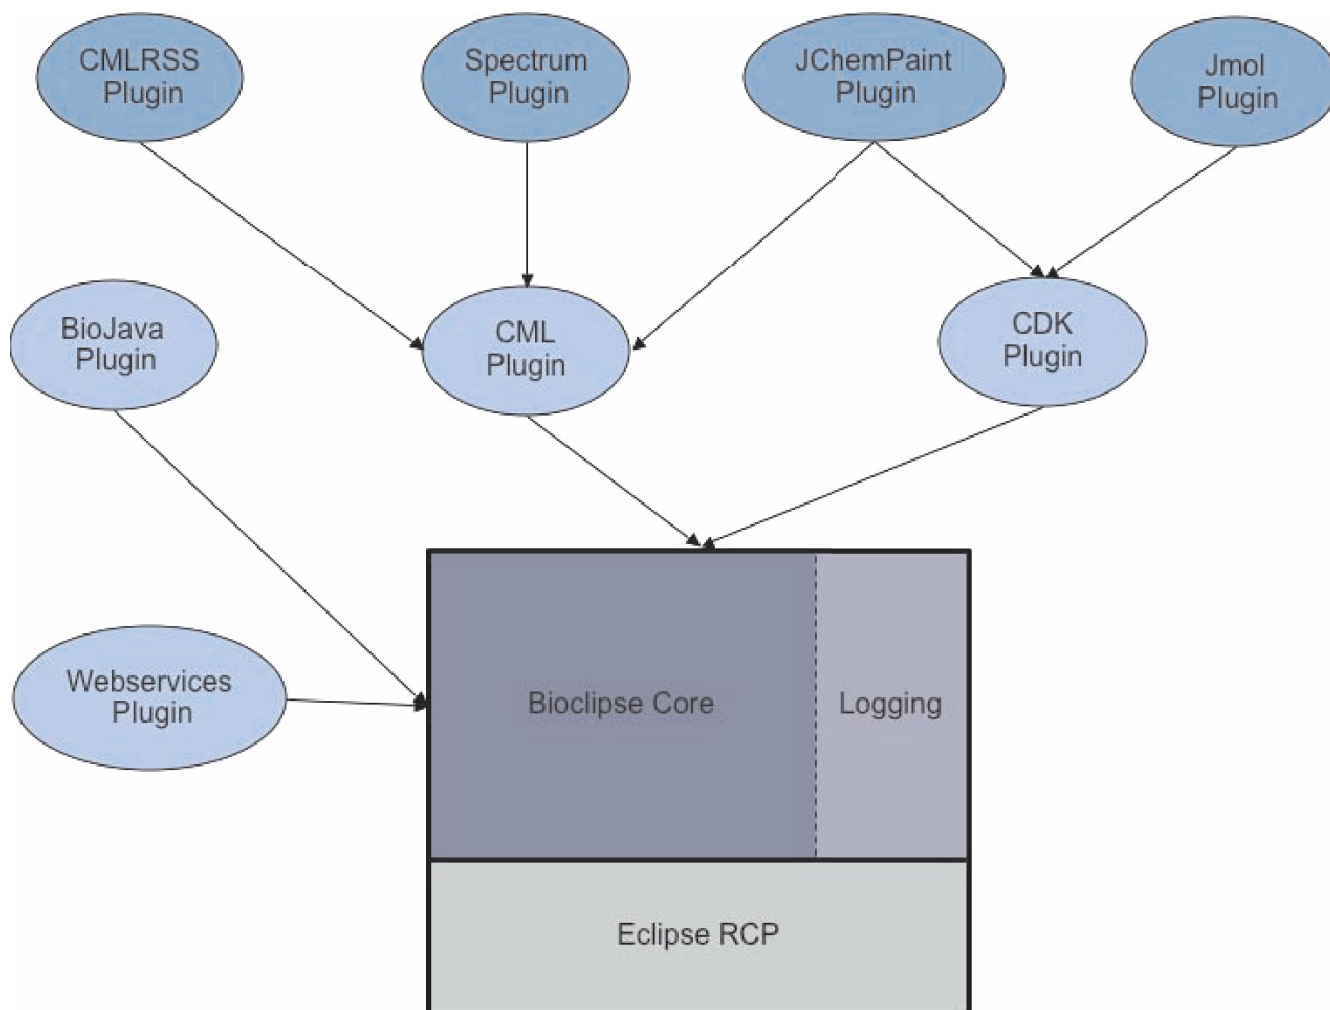 CMLRSS
Plugin
Spectrum
Plugin
JChemPaint
Plugin
Jmol
Plugin
BioJava
Plugin
CML
Plugin
CDK
Plugin
Webservices
Plugin
Bioclipse Core
Logging
Eclipse RCP